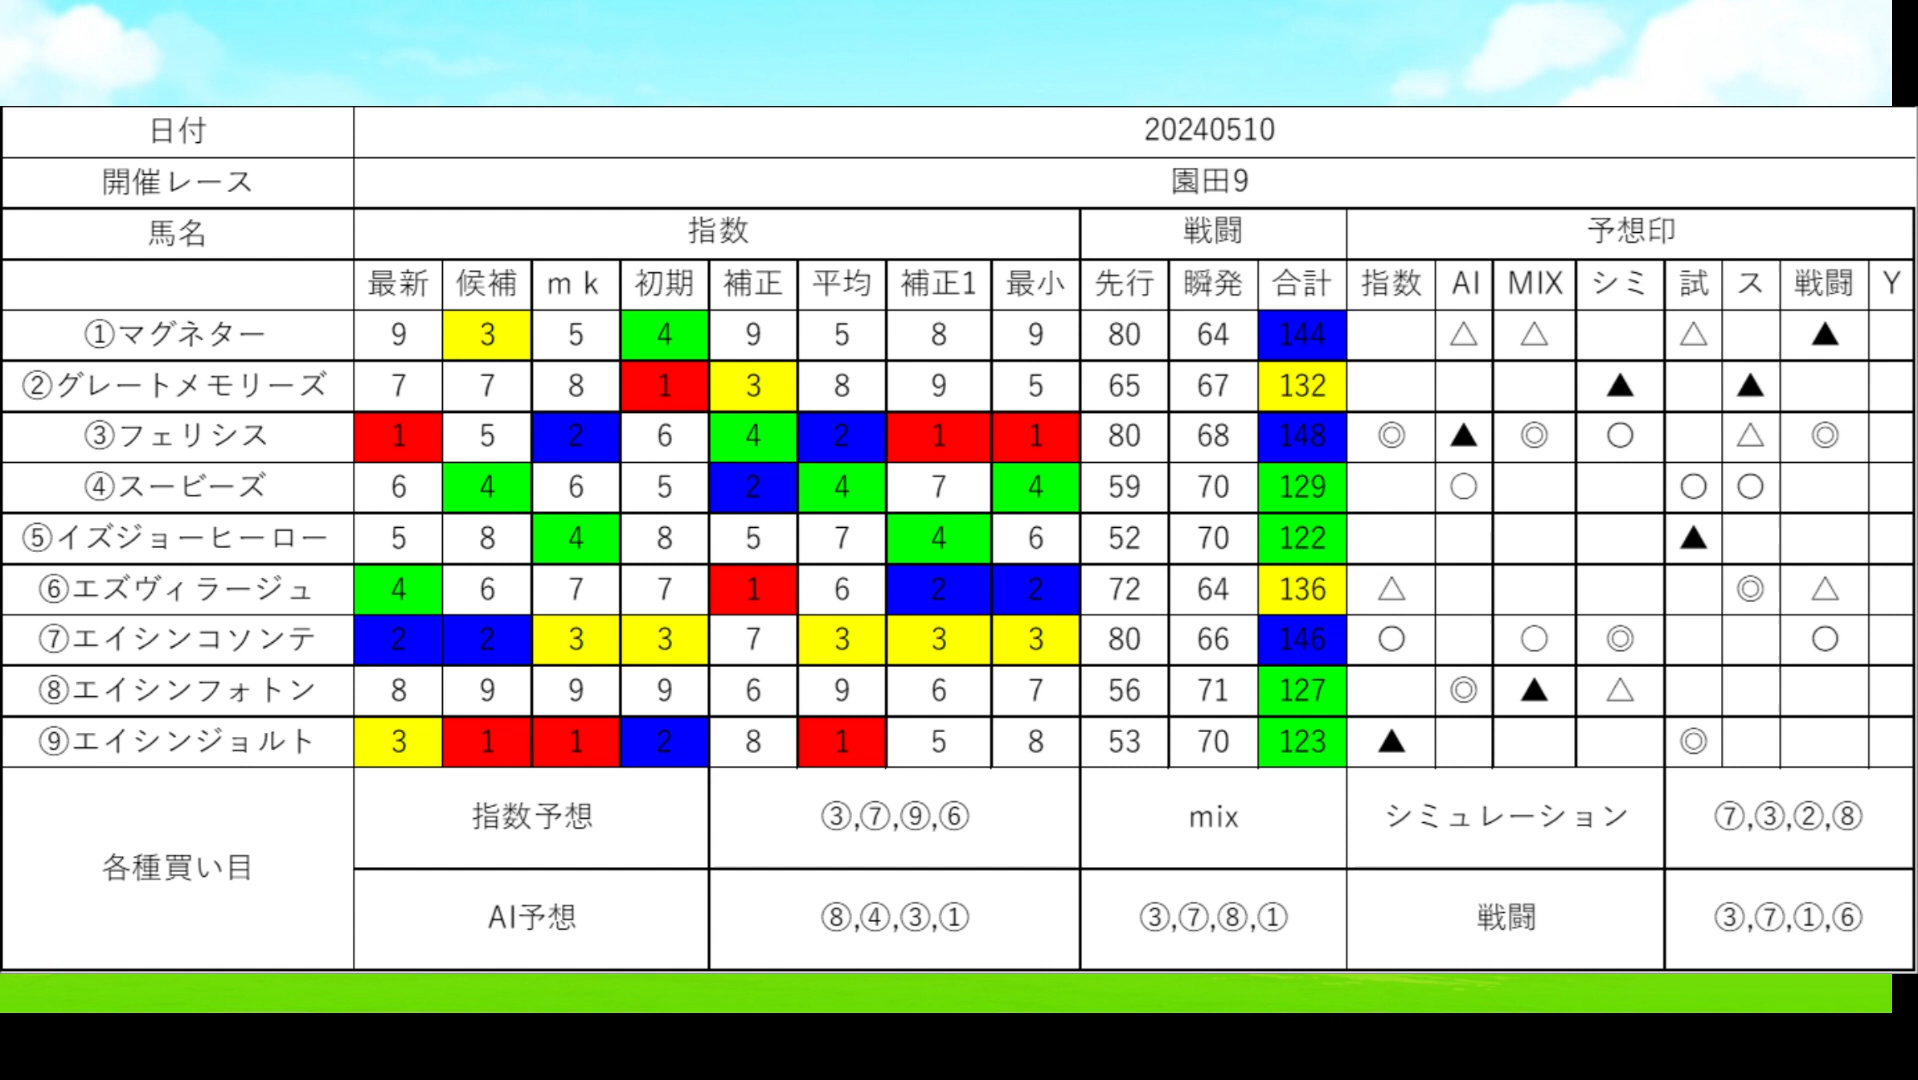 日付 20240510
開催レース 園田9
馬名 指数 戦闘 予想印
最新 候補 ｍｋ 初期 補正 平均 補正1 最小 先行 瞬発 合計 指数 AI MIX シミ 試 ス 戦闘 Y
①マグネター 9 3 5 4 9 5 8 9 80 64 144 △ △ △ ▲
②グレートメモリーズ 7 7 8 1 3 8 9 5 65 67 132 ▲ ▲
③フェリシス 1 5 2 6 4 2 1 1 80 68 148 ◎ ▲ ◎ ○ △ ◎
④スービーズ 6 4 6 5 2 4 7 4 59 70 129 ○ ○ ○
⑤イズジョーヒーロー 5 8 4 8 5 7 4 6 52 70 122 ▲
⑥エズヴィラージュ 4 6 7 7 1 6 2 2 72 64 136 △ ◎ △
⑦エイシンコソンテ 2 2 3 3 7 3 3 3 80 66 146 ○ ○ ◎ ○
⑧エイシンフォトン 8 9 9 9 6 9 6 7 56 71 127 ◎ ▲ △
⑨エイシンジョルト 3 1 1 2 8 1 5 8 53 70 123 ▲ ◎
各種買い目
指数予想 ③,⑦,⑨,⑥ mix シミュレーション ⑦,③,②,⑧
AI予想 ⑧,④,③,① ③,⑦,⑧,① 戦闘 ③,⑦,①,⑥